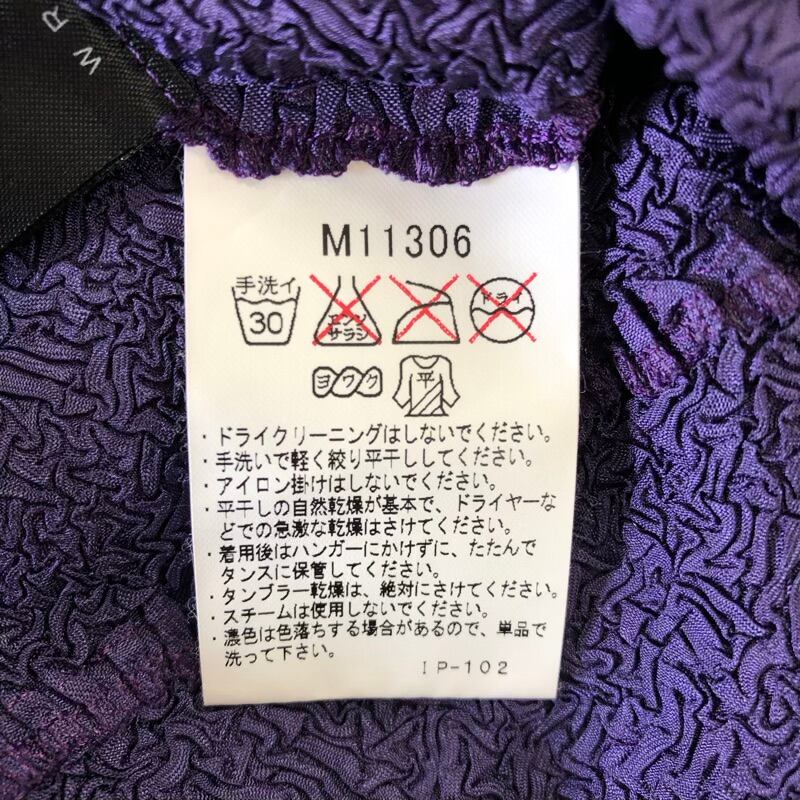 W R
M11306
手洗イ
30
エンソ
サラシ
ドライ
ヨワク
平
・ドライクリーニングはしないでください。
・手洗いで軽く絞り平干ししてください。
・アイロン掛けはしないでください。
・平干しの自然乾燥が基本で、ドライヤーな
どでの急激な乾燥はさけてください。
・着用後はハンガーにかけずに、たたんで
タンスに保管してください。
・タンブラー乾燥は、絶対にさけてください。
・スチームは使用しないでください。
・濃色は色落ちする場合があるので、単品で
洗って下さい。
IP-102